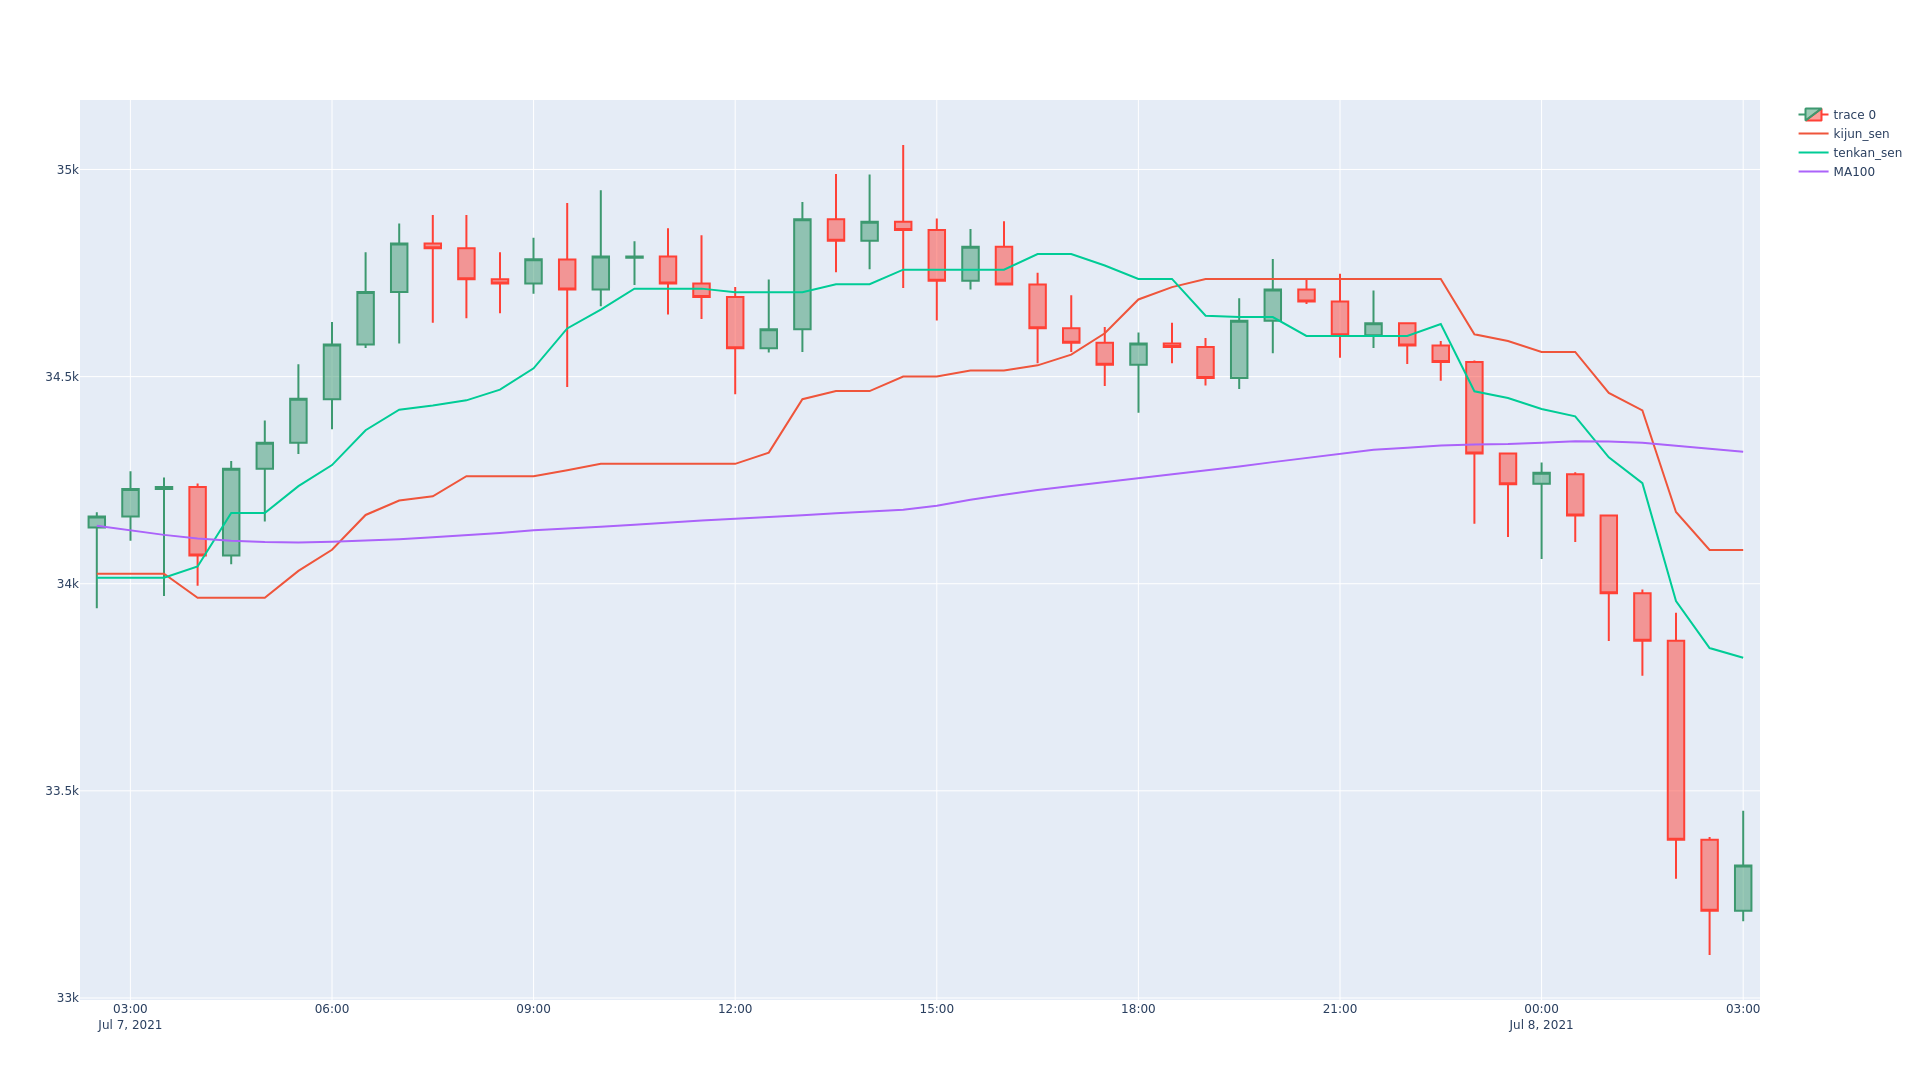 35k
34.5k
34k
33.5k
33k
03:00
Jul 7, 2021
06:00
09:00
12:00
15:00
18:00
21:00
00:00
Jul 8, 2021
03:00
trace 0
kijun_sen
tenkan_sen
MA100